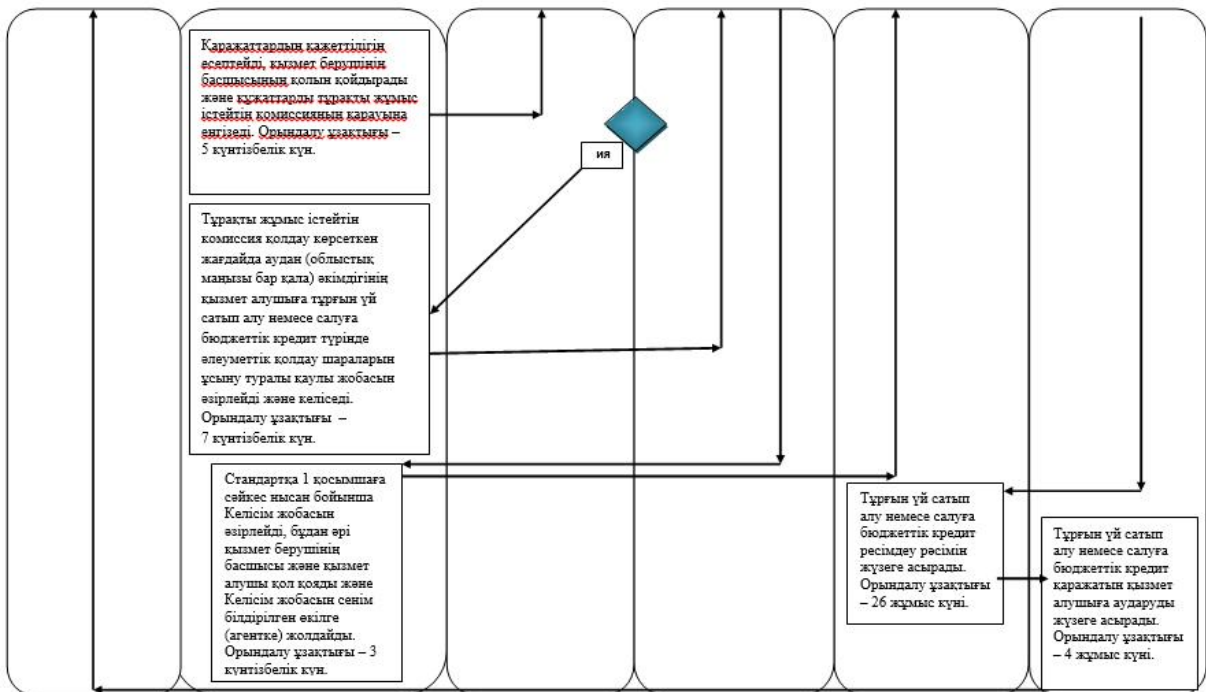 Қаражаттардың қажеттілігін
есептейді, қызмет берушінің
басшысының қолын қойдырады
және құжаттарды тұрақты жұмыс
істейтін комиссияның қарауына
енгізеді. Орындалу ұзақтығы –
5 күнтізбелік күн.
ия
Тұрақты жұмыс істейтін
комиссия қолдау көрсеткен
жағдайда аудан (облыстық
маңызы бар қала) әкімдігінің
қызмет алушыға тұрғын үй
сатып алу немесе салуға
бюджеттік кредит түрінде
әлеуметтік қолдау шараларын
ұсыну туралы қаулы жобасын
әзірлейді және келіседі.
Орындалу ұзақтығы –
7 күнтізбелік күн.
Стандартқа 1 қосымшаға
сәйкес нысан бойынша
Келісім жобасын
әзірлейді, бұдан әрі
қызмет берушінің
басшысы және қызмет
алушы қол қояды және
Келісім жобасын сенім
білдірілген өкілге
(агентке) жолдайды.
Орындалу ұзақтығы – 3
күнтізбелік күн.
Тұрғын үй сатып
алу немесе салуға
бюджеттік кредит
ресімдеу рәсімін
жүзеге асырады.
Орындалу ұзақтығы
– 26 жұмыс күні.
Тұрғын үй сатып
алу немесе салуға
бюджеттік кредит
қаражатын қызмет
алушыға аударуды
жүзеге асырады.
Орындалу ұзақтығы
– 4 жұмыс күні.